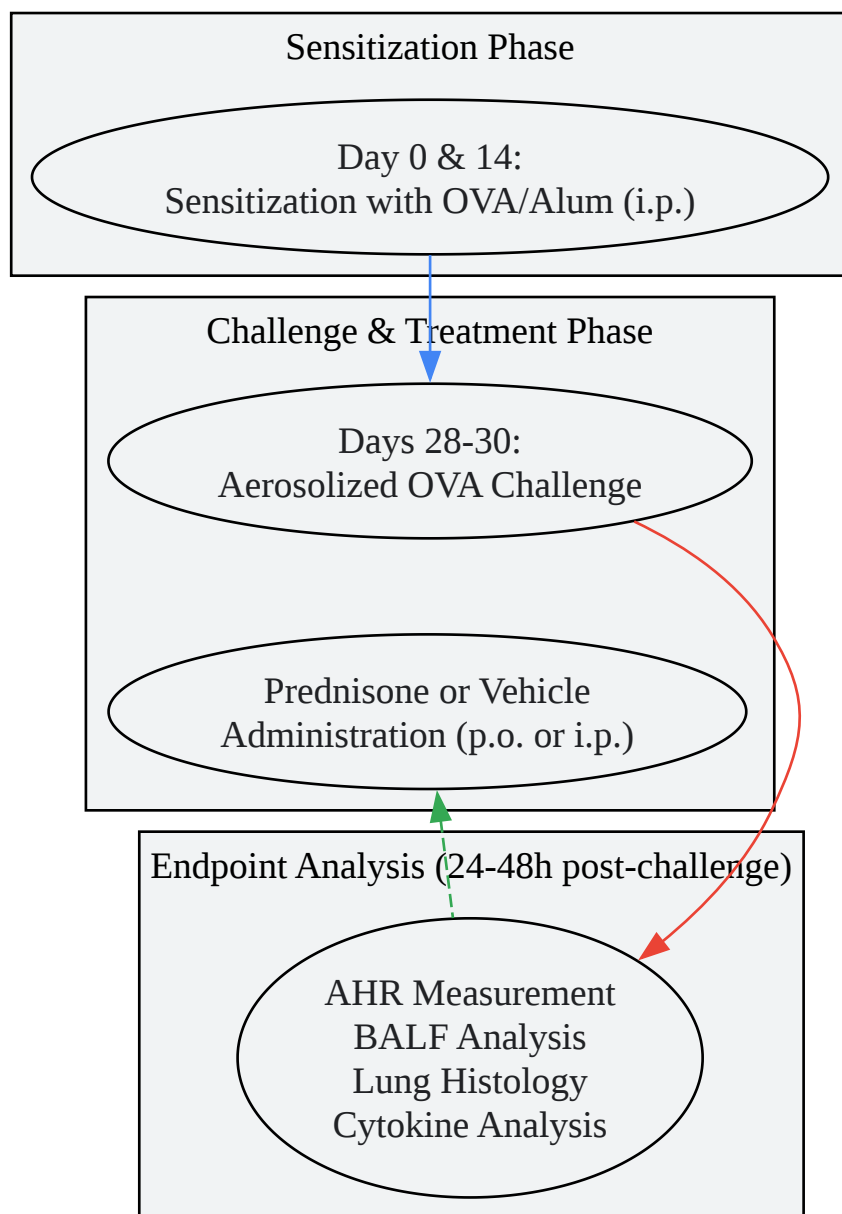 Sensitization Phase
Day 0 & 14:
Sensitization with OVA/Alum (i.p.)
Challenge & Treatment Phase
Days 28-30:
Aerosolized OVA Challenge
Prednisone or Vehicle
Administration (p.o. or i.p.)
Endpoint Analysis (24-48h post-challenge)
AHR Measurement
BALF Analysis
Lung Histology
Cytokine Analysis